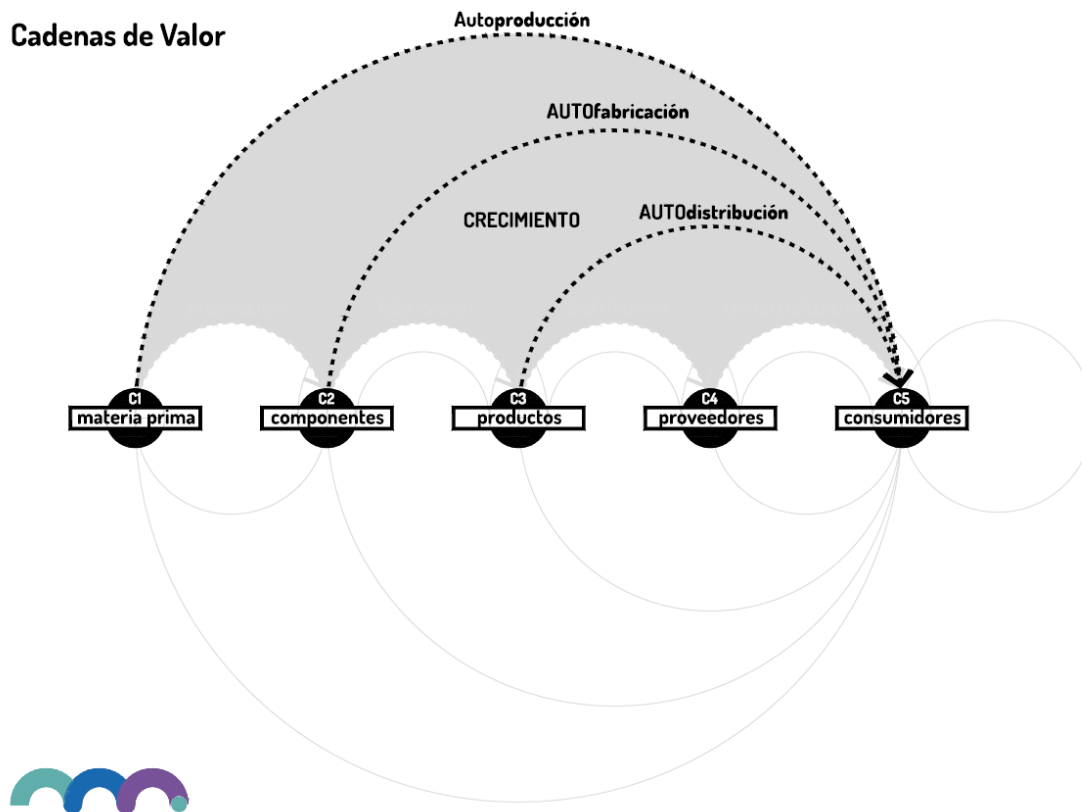 Cadenas de Valor
Autoproducción
AUTOfabricación
AUTOdistribución
CRECIMIENTO
C1
materia prima
C2
componentes
C3
productos
C4
proveedores
C5
consumidores